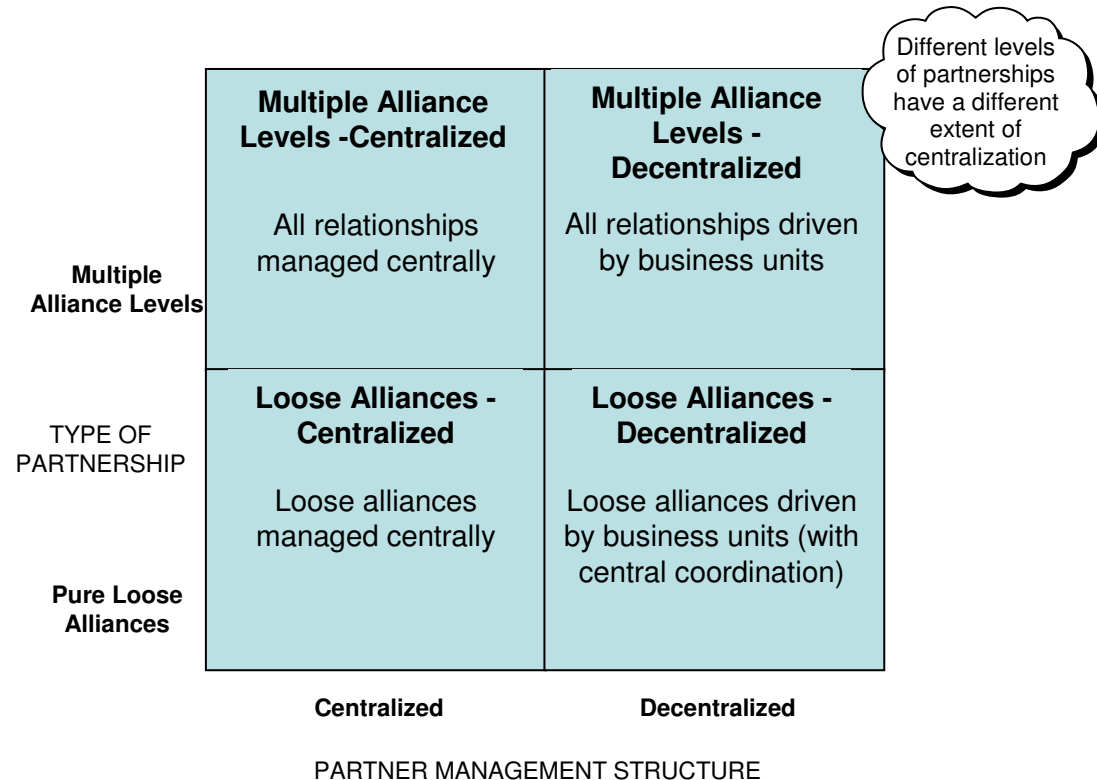 Different levels
of partnerships
have a different
extent of
centralization
Multiple Alliance
Levels -Centralized
All relationships
managed centrally
Multiple Alliance
Levels -
Decentralized
All relationships driven
by business units
Multiple
Alliance Levels
Loose Alliances -
Centralized
Loose alliances
managed centrally
Loose Alliances -
Decentralized
Loose alliances driven
by business units (with
central coordination)
TYPE OF
PARTNERSHIP
Pure Loose
Alliances
Centralized
Decentralized
PARTNER MANAGEMENT STRUCTURE